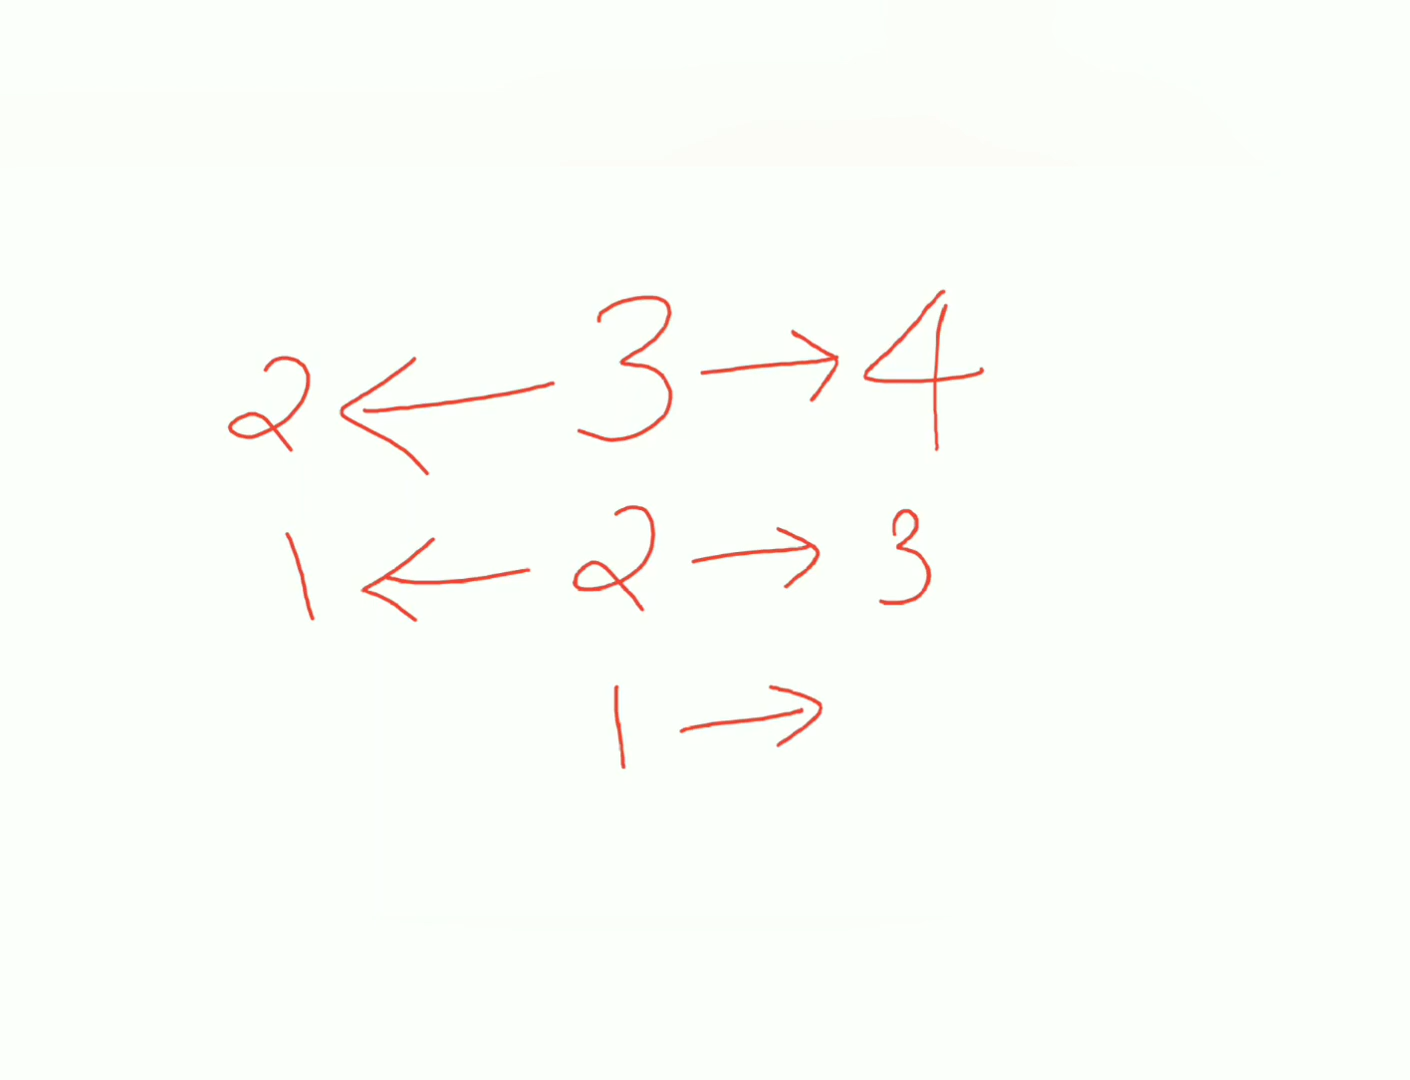 2 ← 3 → 4
1 ← 2 → 3
1 →